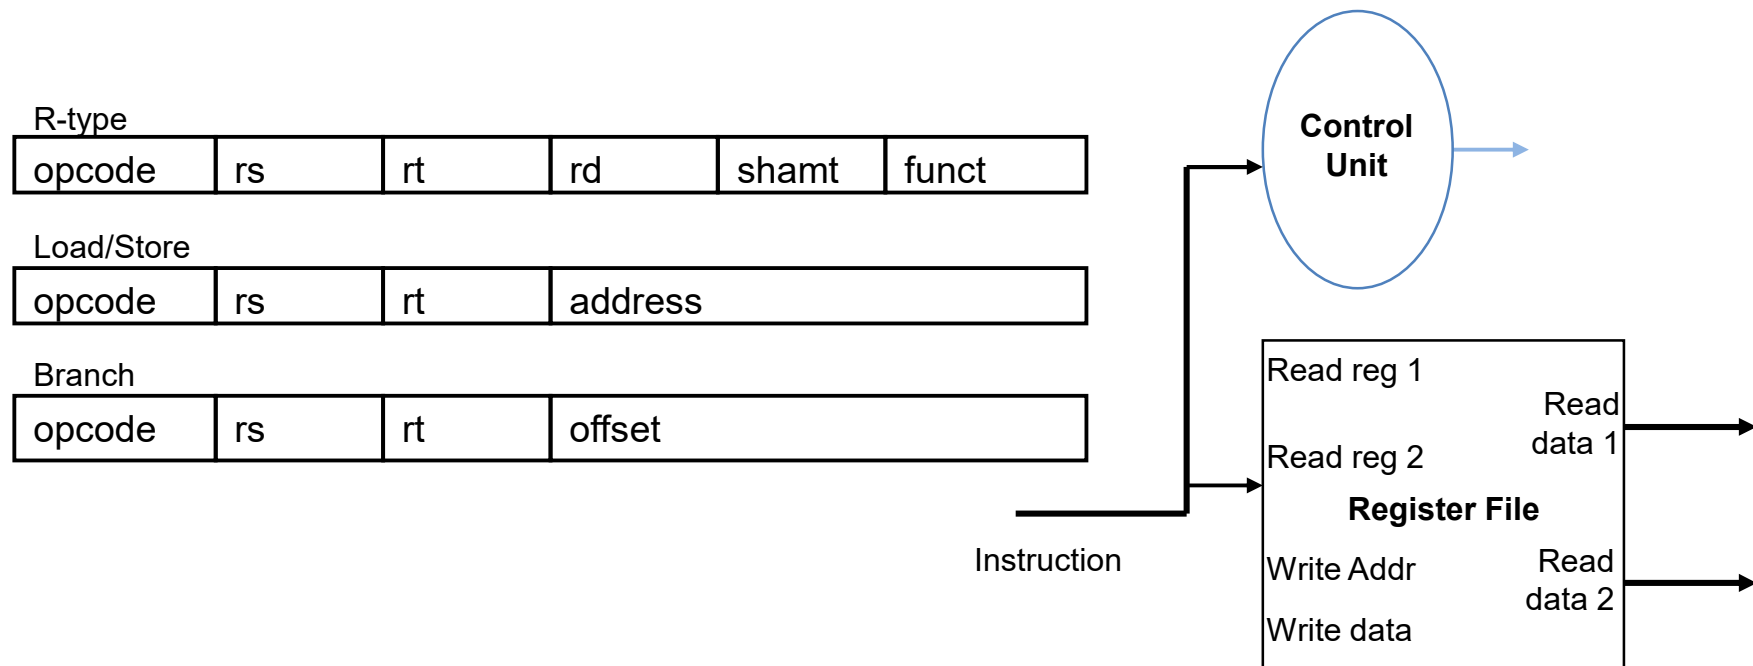 R-type
opcode rs rt rd shamt funct
Load/Store
opcode rs rt address
Branch
opcode rs rt offset
Instruction
Control
Unit
Read reg 1
Read
data 1
Read reg 2
Register File
Write Addr
Read
data 2
Write data